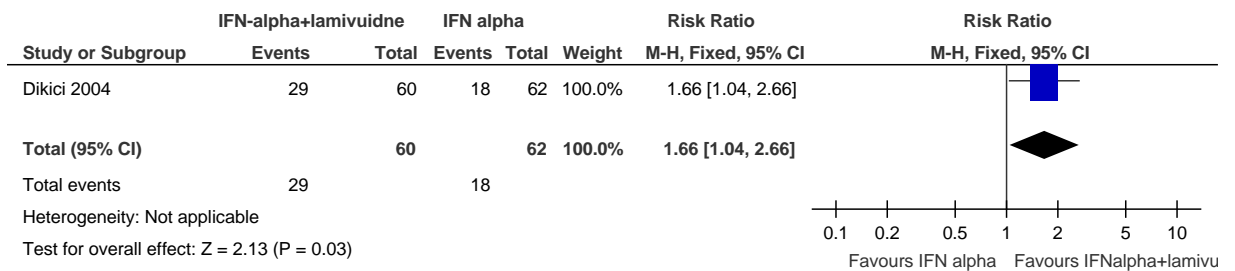 IFN-alpha+lamivuidne IFN alpha Risk Ratio Risk Ratio
Study or Subgroup Events Total Events Total Weight M-H, Fixed, 95% CI M-H, Fixed, 95% CI
Dikici 2004 29 60 18 62 100.0% 1.66 [1.04, 2.66]
Total (95% CI) 60 62 100.0% 1.66 [1.04, 2.66]
Total events 29 18
Heterogeneity: Not applicable
Test for overall effect: Z = 2.13 (P = 0.03)
0.1 0.2 0.5 1 2 5 10
Favours IFN alpha Favours IFNalpha+lamivu